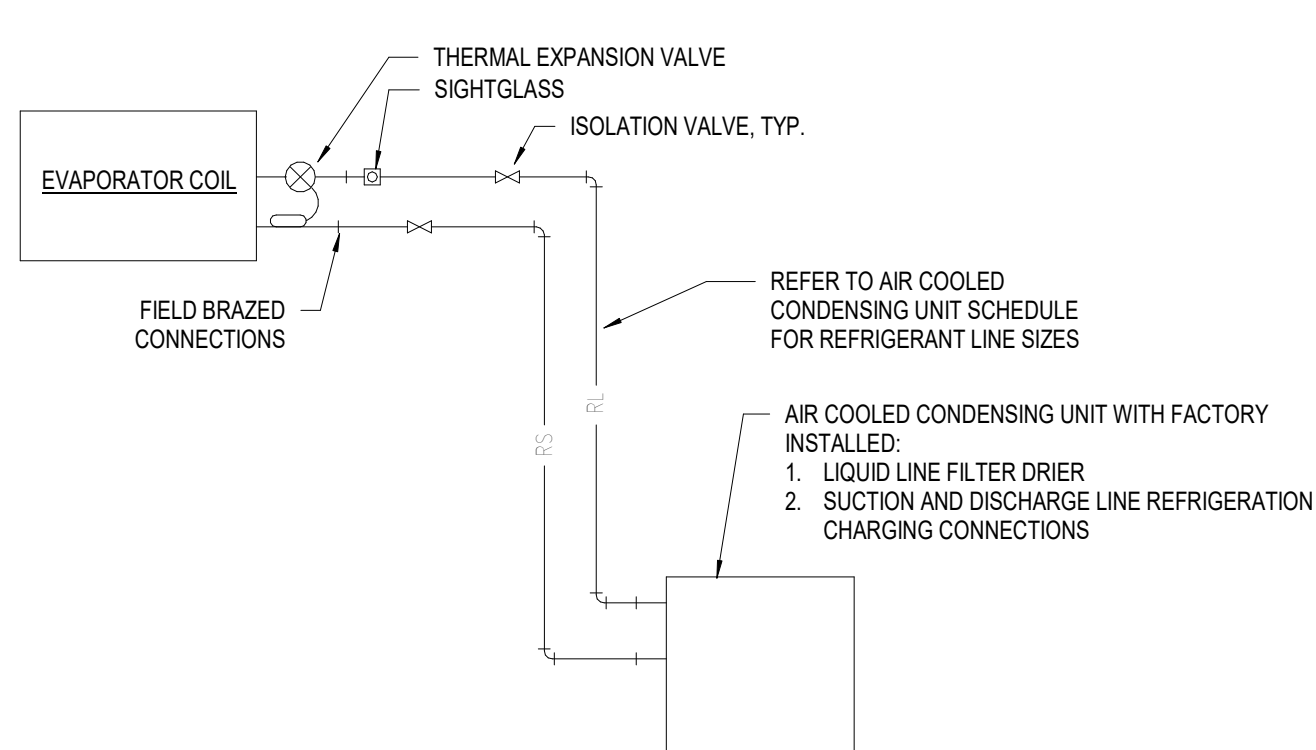 THERMAL EXPANSION VALVE
SIGHTGLASS
ISOLATION VALVE, TYP.
EVAPORATOR COIL
FIELD BRAZED
CONNECTIONS
REFER TO AIR COOLED
CONDENSING UNIT SCHEDULE
FOR REFRIGERANT LINE SIZES
RL
RS
AIR COOLED CONDENSING UNIT WITH FACTORY
INSTALLED:
1. LIQUID LINE FILTER DRIER
2. SUCTION AND DISCHARGE LINE REFRIGERATION
CHARGING CONNECTIONS